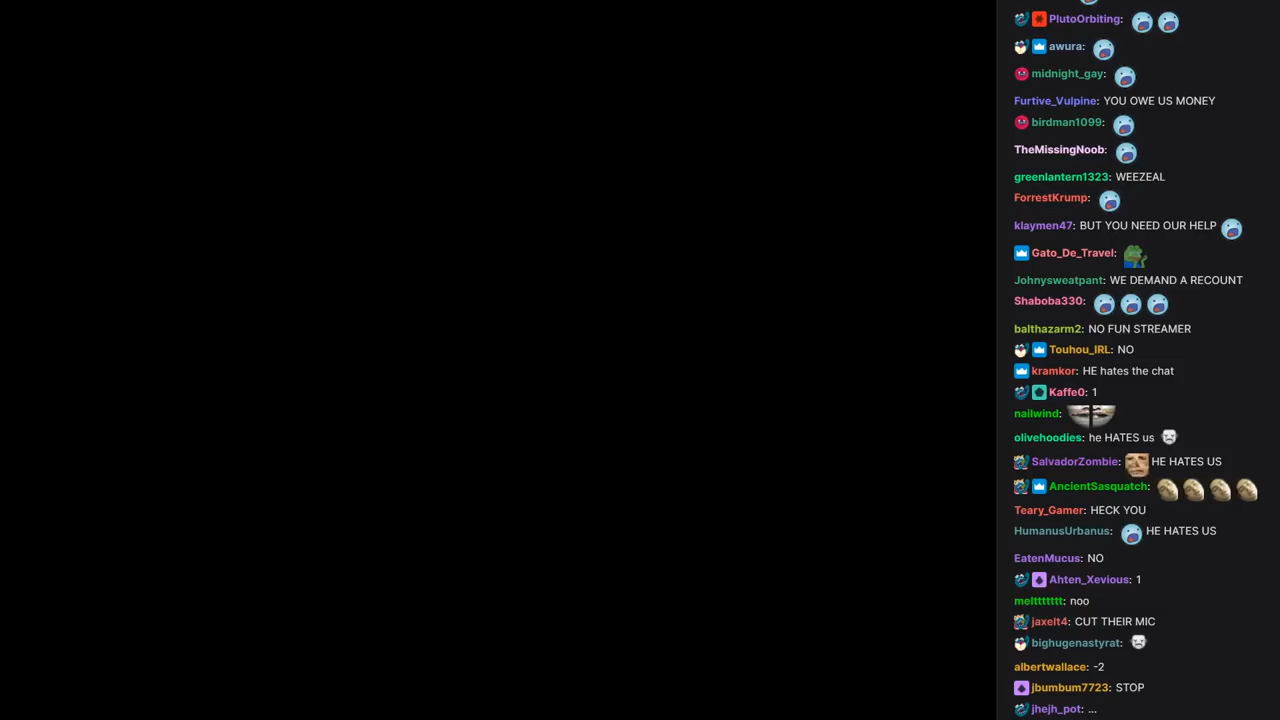 PlutoOrbiting:
awura:
midnight_gay:
Furtive_Vulpine: YOU OWE US MONEY
birdman1099:
TheMissingNoob:
greenlantern1323: WEEZEAL
ForrestKrump:
klaymen47: BUT YOU NEED OUR HELP
Gato_De_Travel:
Johnysweatpant: WE DEMAND A RECOUNT
Shaboba330:
balthazarm2: NO FUN STREAMER
Touhou_IRL: NO
kramkor: HE hates the chat
Kaffe0: 1
nailwind:
olivehoodies: he HATES us
SalvadorZombie: HE HATES US
AncientSasquatch:
Teary_Gamer: HECK YOU
HumanusUrbanus: HE HATES US
EatenMucus: NO
Ahten_Xevious: 1
melttttttt: noo
jaxelt4: CUT THEIR MIC
bighugenastyrat:
albertwallace: -2
jbumbum7723: STOP
jhejh_pot: ...